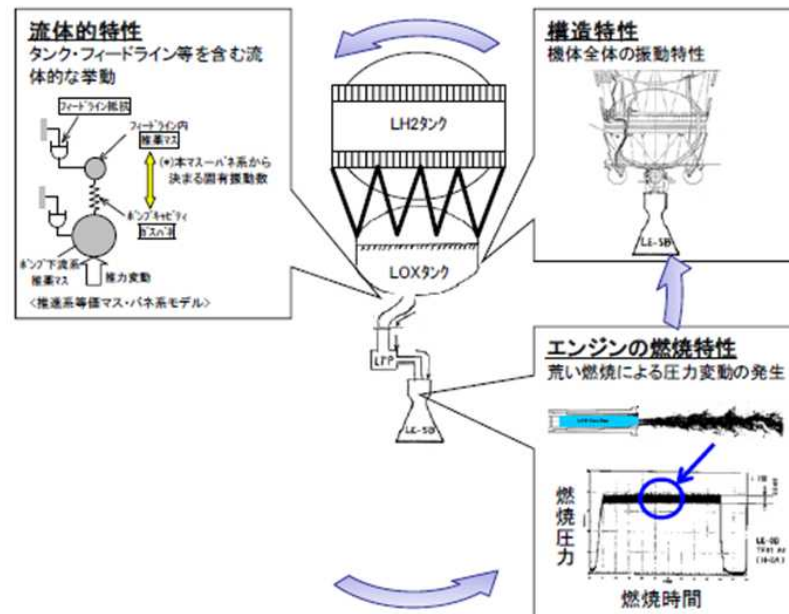 流体的特性
タンク・フィードライン等を含む流
体的な挙動
フィードライン抵抗
フィードライン内
推薬マス
(*)本マスーバネ系から
決まる固有振動数
ポンプキャビティ
ガスバネ
ポンプ下流系
推薬マス
推力変動
<推進系等価マス・バネ系モデル>
LH2タンク
LOXタンク
LTP
LE-5B
構造特性
機体全体の振動特性
LE-5B
エンジンの燃焼特性
荒い燃焼による圧力変動の発生
燃焼圧力
燃焼時間